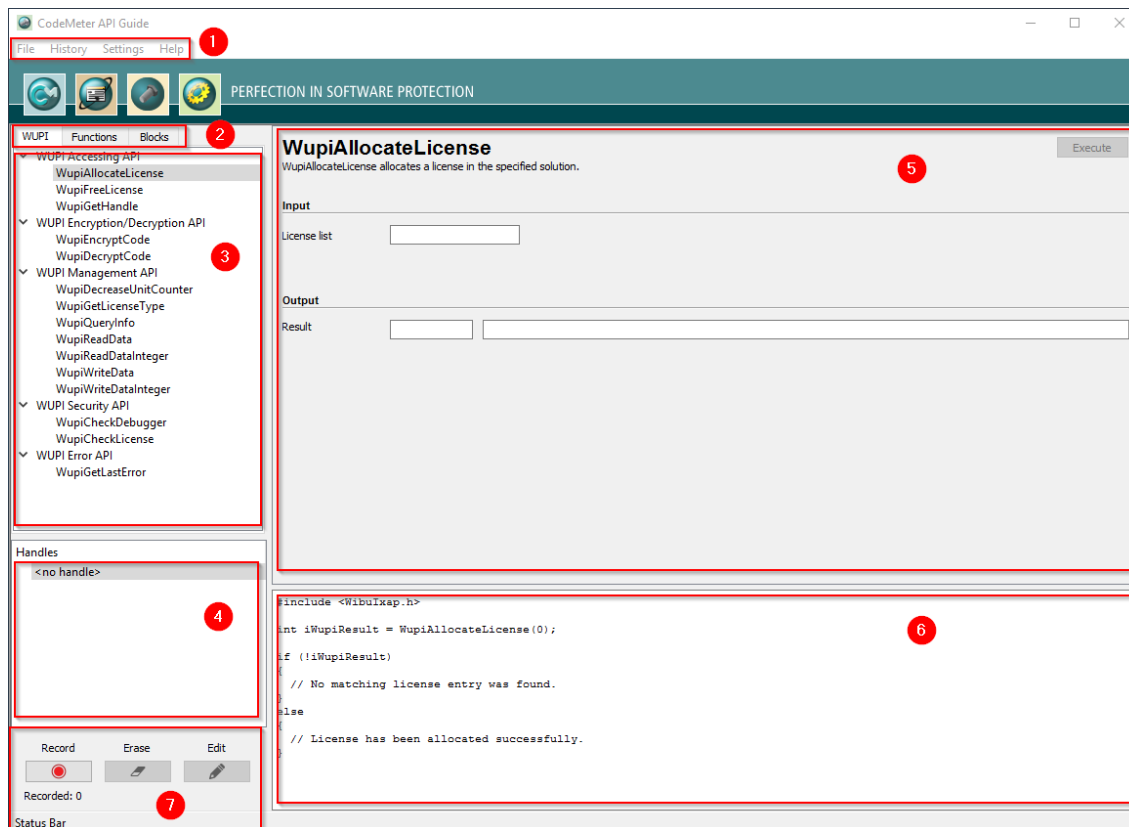 CodeMeter API Guide
File History Settings Help
1
PERFECTION IN SOFTWARE PROTECTION
WUPI Functions Blocks
2
WUPI Accessing API
WupiAllocateLicense
WupiFreeLicense
WupiGetHandle
WUPI Encryption/Decryption API
WupiEncryptCode
WupiDecryptCode
3
WUPI Management API
WupiDecreaseUnitCounter
WupiGetLicenseType
WupiQueryInfo
WupiReadData
WupiReadDataInteger
WupiWriteData
WupiWriteDataInteger
WUPI Security API
WupiCheckDebugger
WupiCheckLicense
WUPI Error API
WupiGetLastError
Handles
<no handle>
4
Record Erase Edit
Recorded: 0
7
Status Bar
WupiAllocateLicense
Execute
WupiAllocateLicense allocates a license in the specified solution.
5
Input
License list
Output
Result
#include <WibuIxap.h>
int iWupiResult = WupiAllocateLicense(0);
6
if (!iWupiResult)
{
// No matching license entry was found.
}
else
{
// License has been allocated successfully.
}